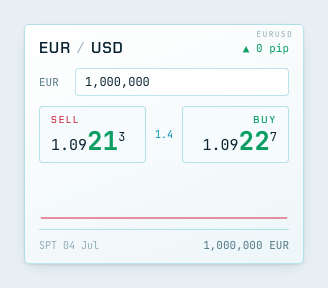 EURUSD
EUR / USD
▲ 0 pip
EUR 1,000,000
SELL BUY
1.09213 1.4 1.09227
SPT 04 Jul 1,000,000 EUR